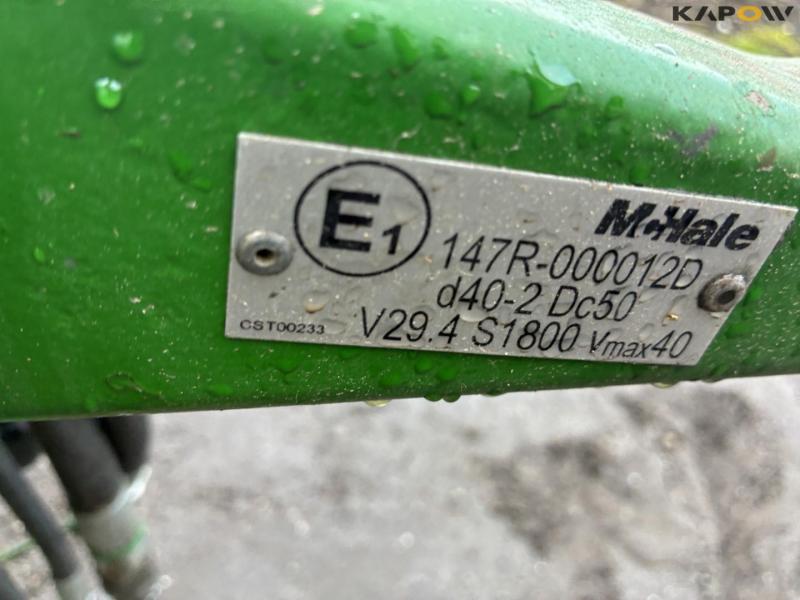 KAPOW
McHale
E1
147R-000012D
d40-2 Dc50
V29.4 S1800 Vmax40
CST00233